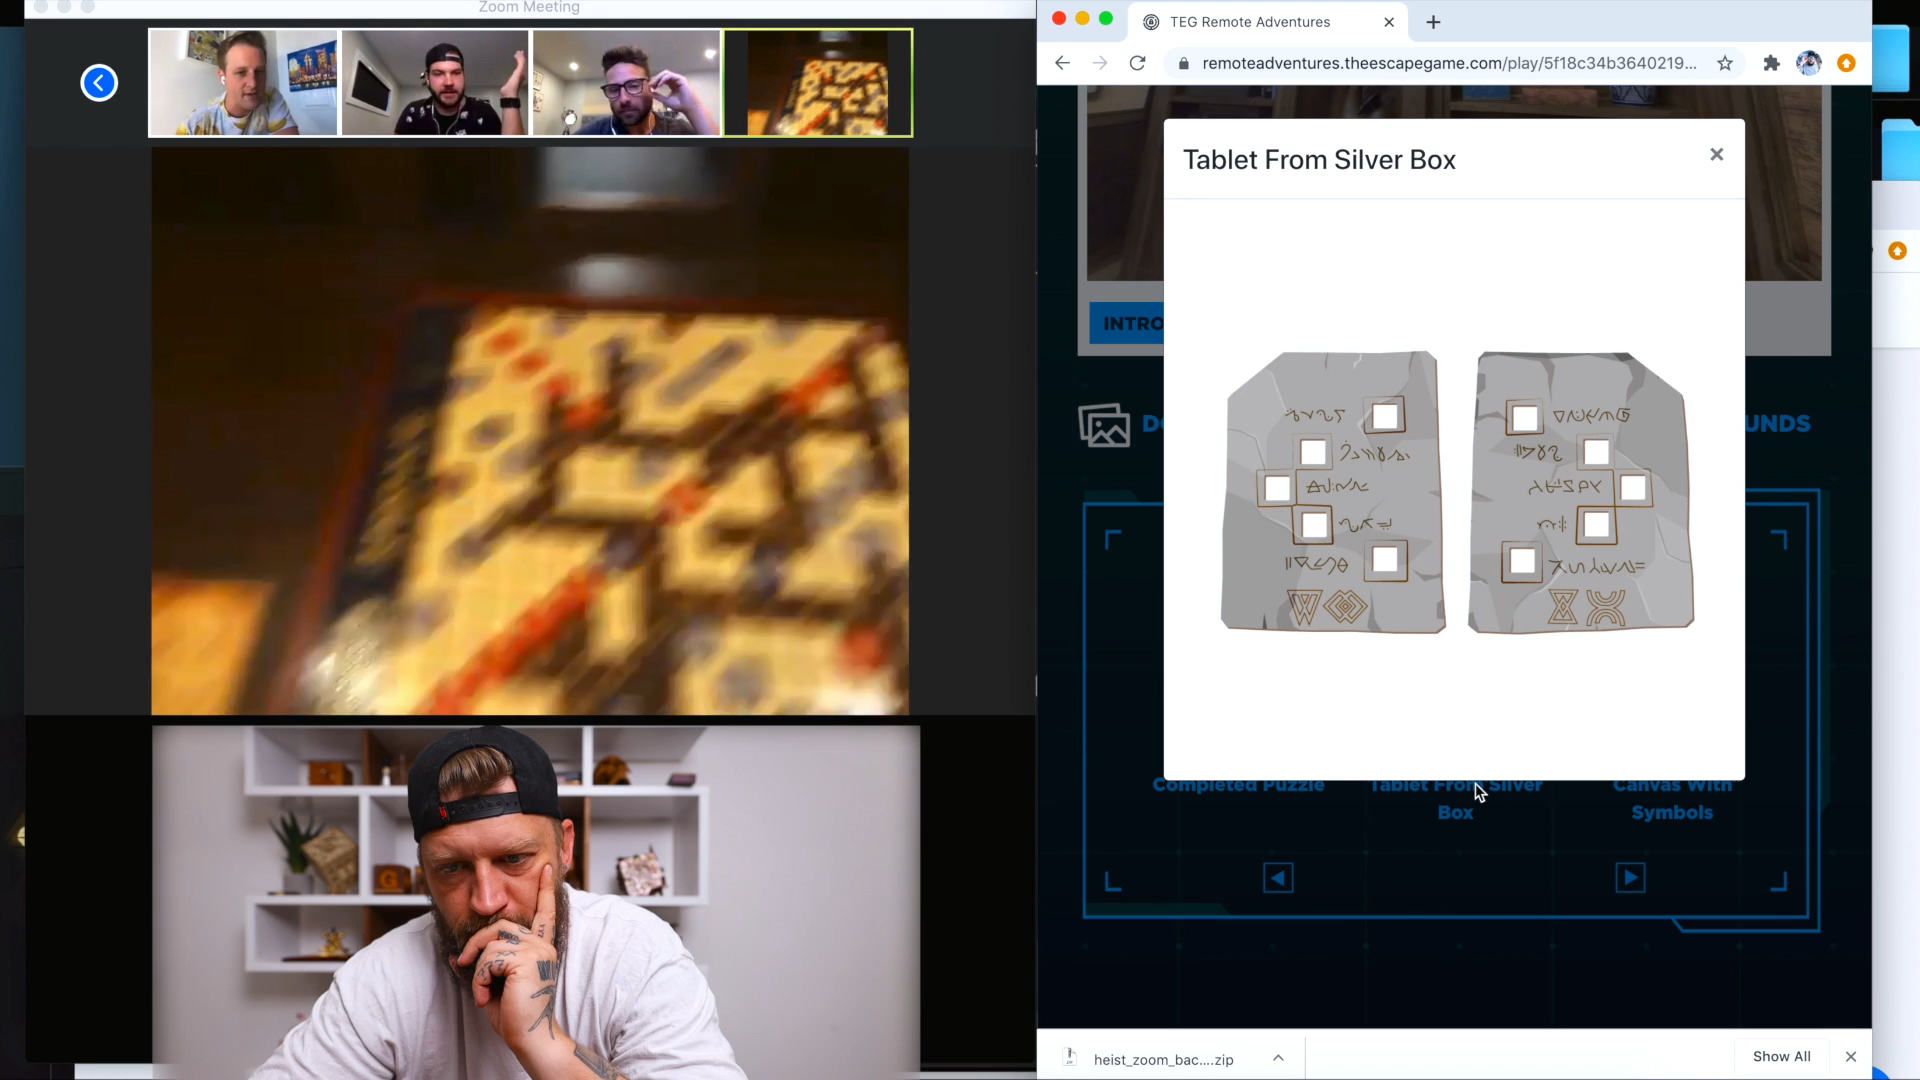 Zoom Meeting
TEG Remote Adventures
remoteadventures.theescapegame.com/play/5f18c34b3640219...
Tablet From Silver Box
INTRO
UNDS
Completed Puzzle
Tablet From Silver
Box
Canvas With
Symbols
heist_zoom_bac....zip
Show All